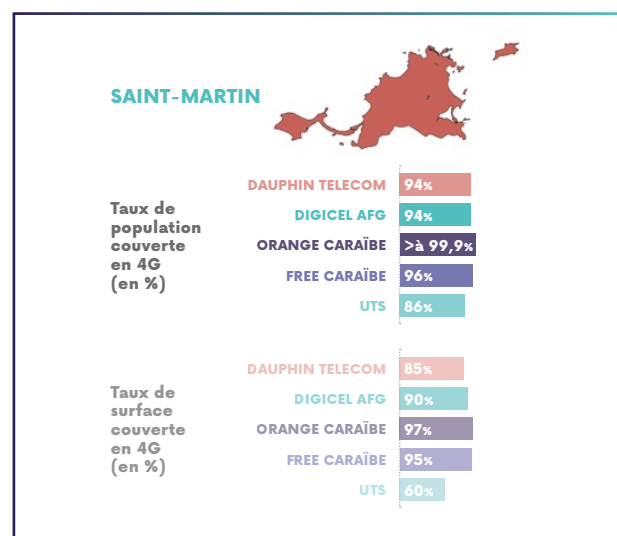 SAINT-MARTIN
Taux de
population
couverte
en 4G
(en %)
DAUPHIN TELECOM 94%
DIGICEL AFG 94%
ORANGE CARAÏBE >à 99,9%
FREE CARAÏBE 96%
UTS 86%
Taux de
surface
couverte
en 4G
(en %)
DAUPHIN TELECOM 85%
DIGICEL AFG 90%
ORANGE CARAÏBE 97%
FREE CARAÏBE 95%
UTS 60%